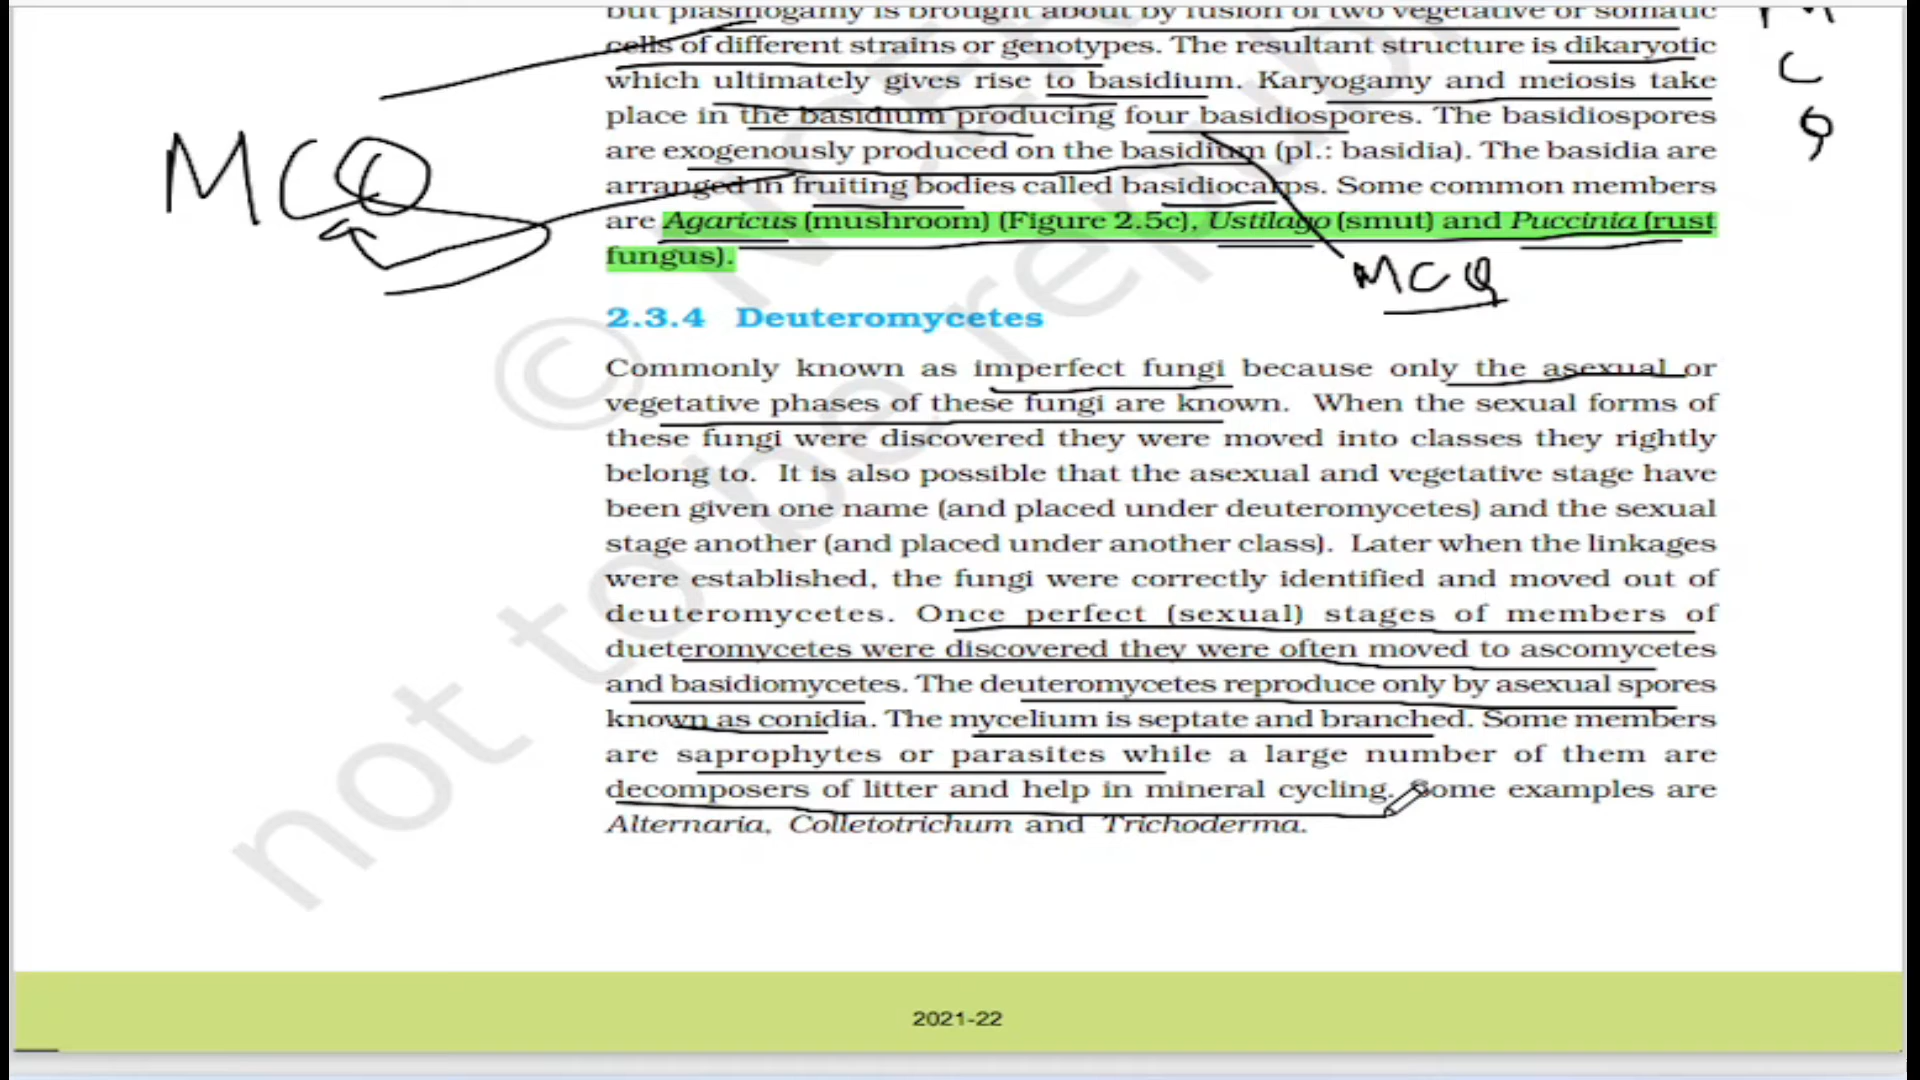 but plasmogamy is brought about by fusion of two vegetative or somatic
cells of different strains or genotypes. The resultant structure is dikaryotic
which ultimately gives rise to basidium. Karyogamy and meiosis take
place in the basidium producing four basidiospores. The basidiospores
are exogenously produced on the basidium (pl.: basidia). The basidia are
arranged in fruiting bodies called basidiocarps. Some common members
are Agaricus (mushroom) (Figure 2.5c), Ustilago (smut) and Puccinia (rust
fungus).
M
C
Q
MCQ
MCQ
2.3.4 Deuteromycetes
Commonly known as imperfect fungi because only the asexual or
vegetative phases of these fungi are known. When the sexual forms of
these fungi were discovered they were moved into classes they rightly
belong to. It is also possible that the asexual and vegetative stage have
been given one name (and placed under deuteromycetes) and the sexual
stage another (and placed under another class). Later when the linkages
were established, the fungi were correctly identified and moved out of
deuteromycetes. Once perfect (sexual) stages of members of
dueteromycetes were discovered they were often moved to ascomycetes
and basidiomycetes. The deuteromycetes reproduce only by asexual spores
known as conidia. The mycelium is septate and branched. Some members
are saprophytes or parasites while a large number of them are
decomposers of litter and help in mineral cycling. Some examples are
Alternaria, Colletotrichum and Trichoderma.
not to be
2021-22